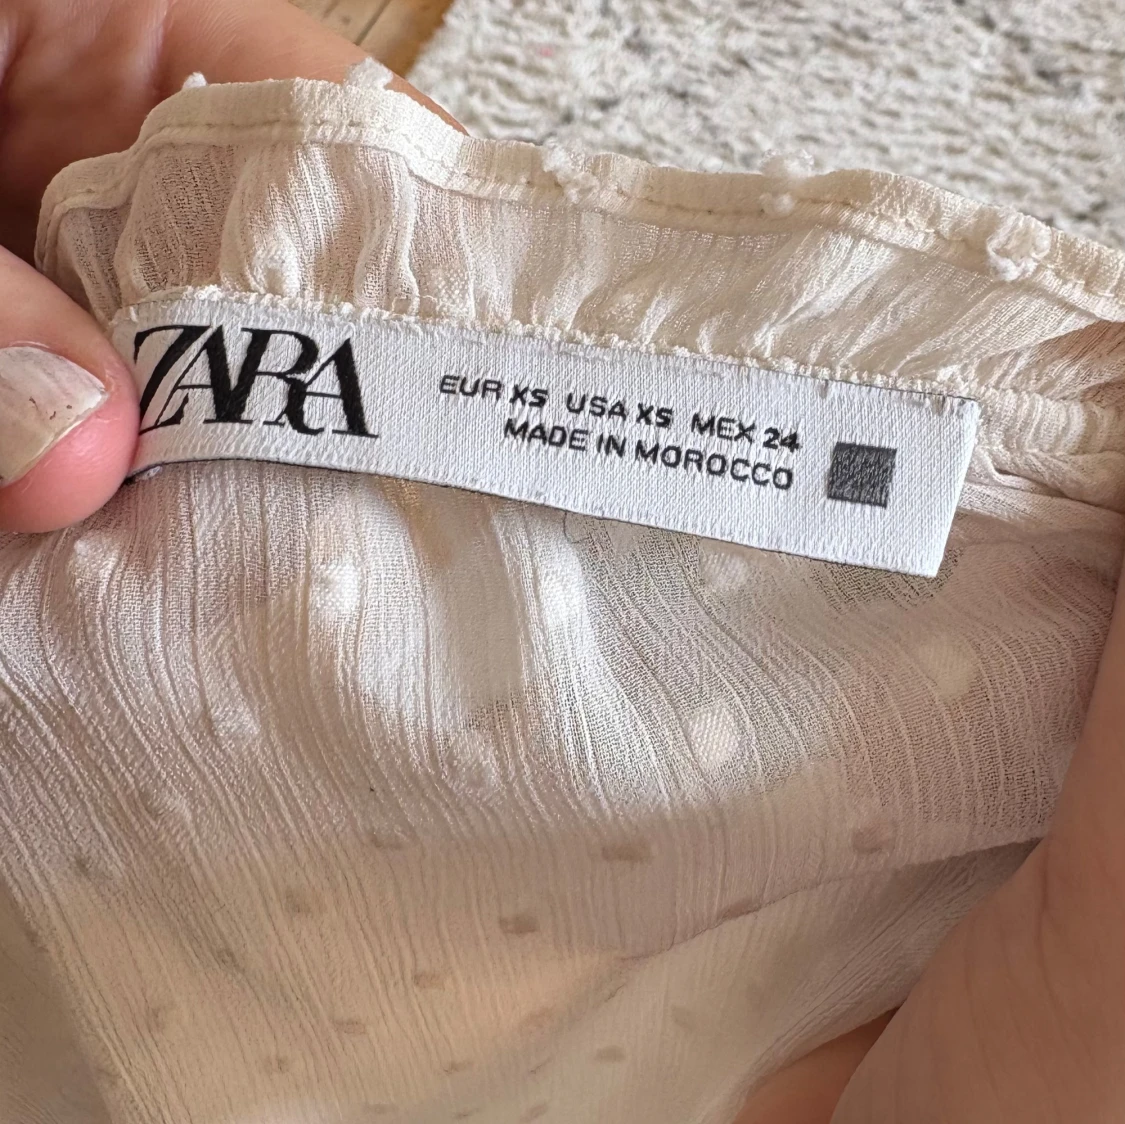 ZARA
EUR XS USA XS MEX 24
MADE IN MOROCCO